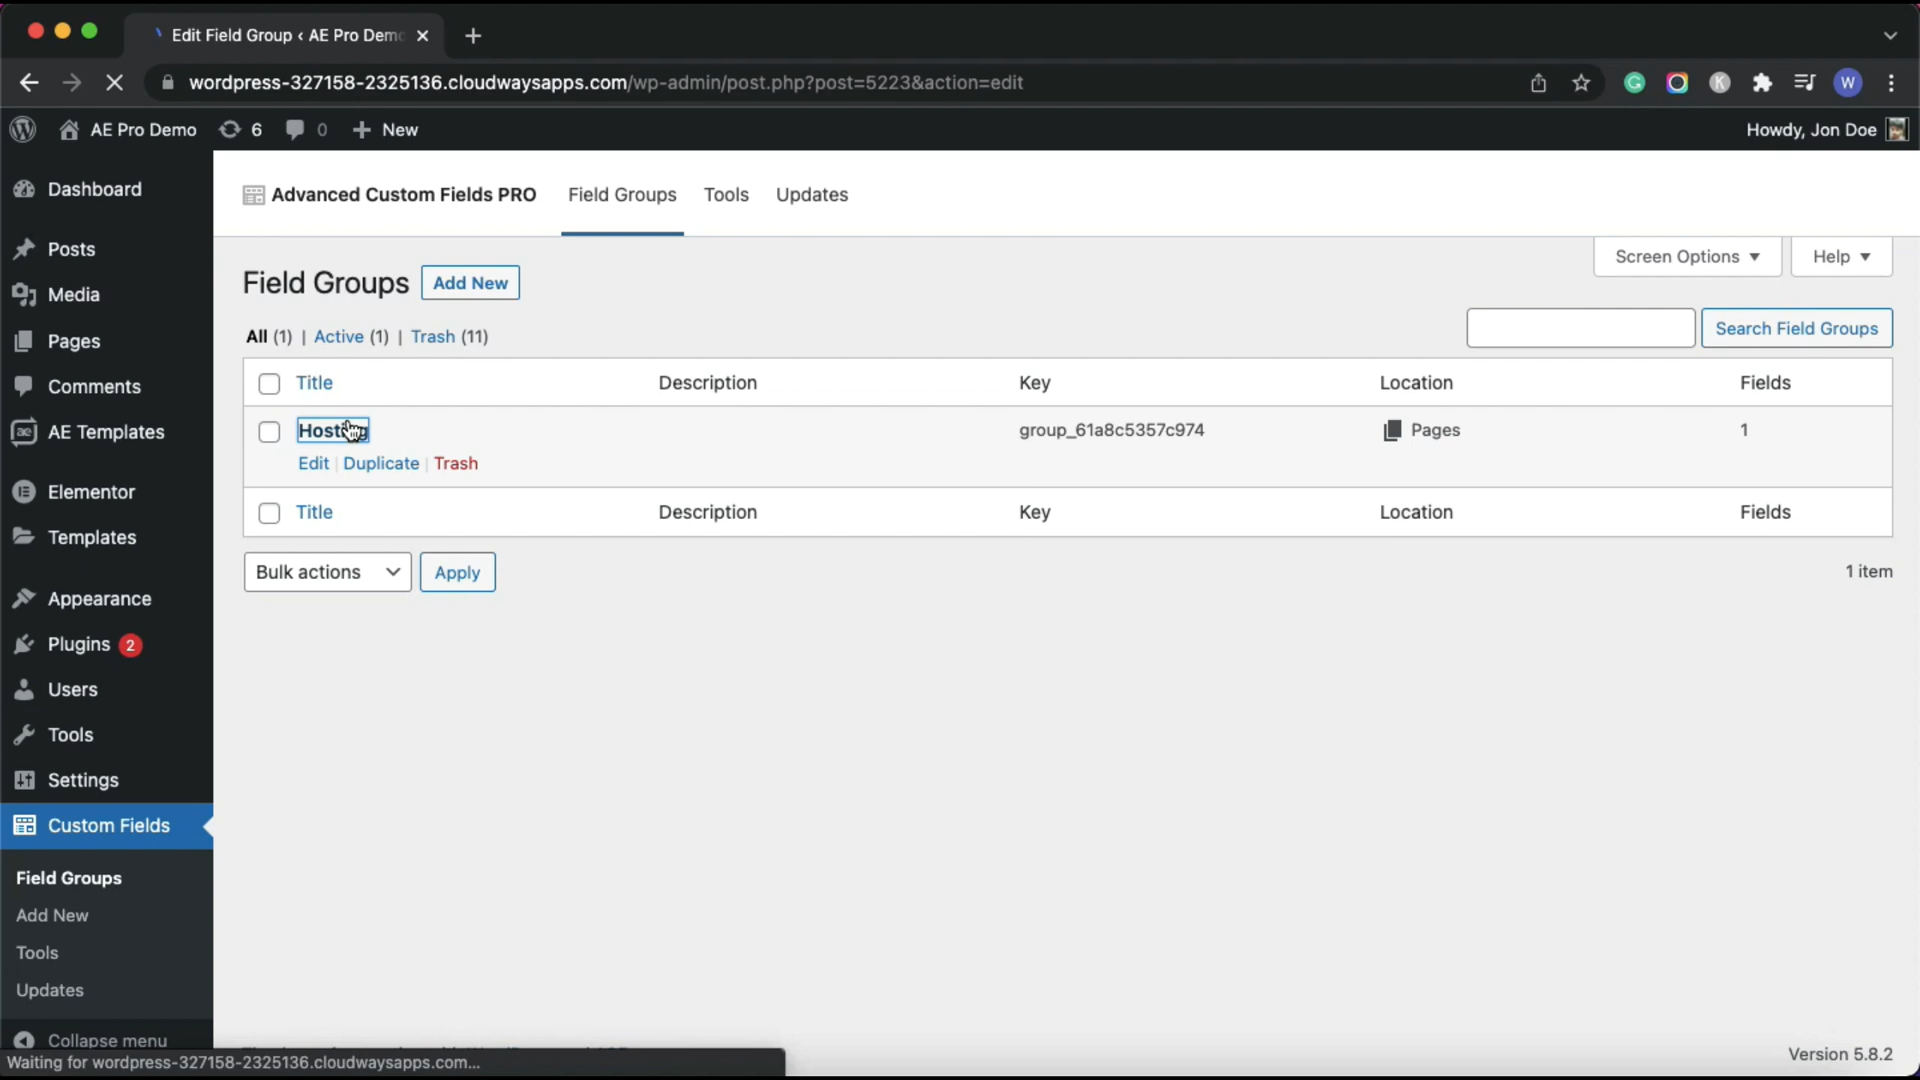 Edit Field Group ‹ AE Pro Demo
wordpress-327158-2325136.cloudwaysapps.com/wp-admin/post.php?post=5223&action=edit
W
AE Pro Demo 6 0 New
Howdy, Jon Doe
Dashboard
Posts
Media
Pages
Comments
AE Templates
Elementor
Templates
Appearance
Plugins 2
Users
Tools
Settings
Custom Fields
Field Groups
Add New
Tools
Updates
Collapse menu
Advanced Custom Fields PRO Field Groups Tools Updates
Screen Options Help
Field Groups Add New
All (1) | Active (1) | Trash (11)
Search Field Groups
Title Description Key Location Fields
Hosting group_61a8c5357c974 Pages 1
Edit | Duplicate | Trash
Title Description Key Location Fields
Bulk actions Apply
1 item
Version 5.8.2
Waiting for wordpress-327158-2325136.cloudwaysapps.com...